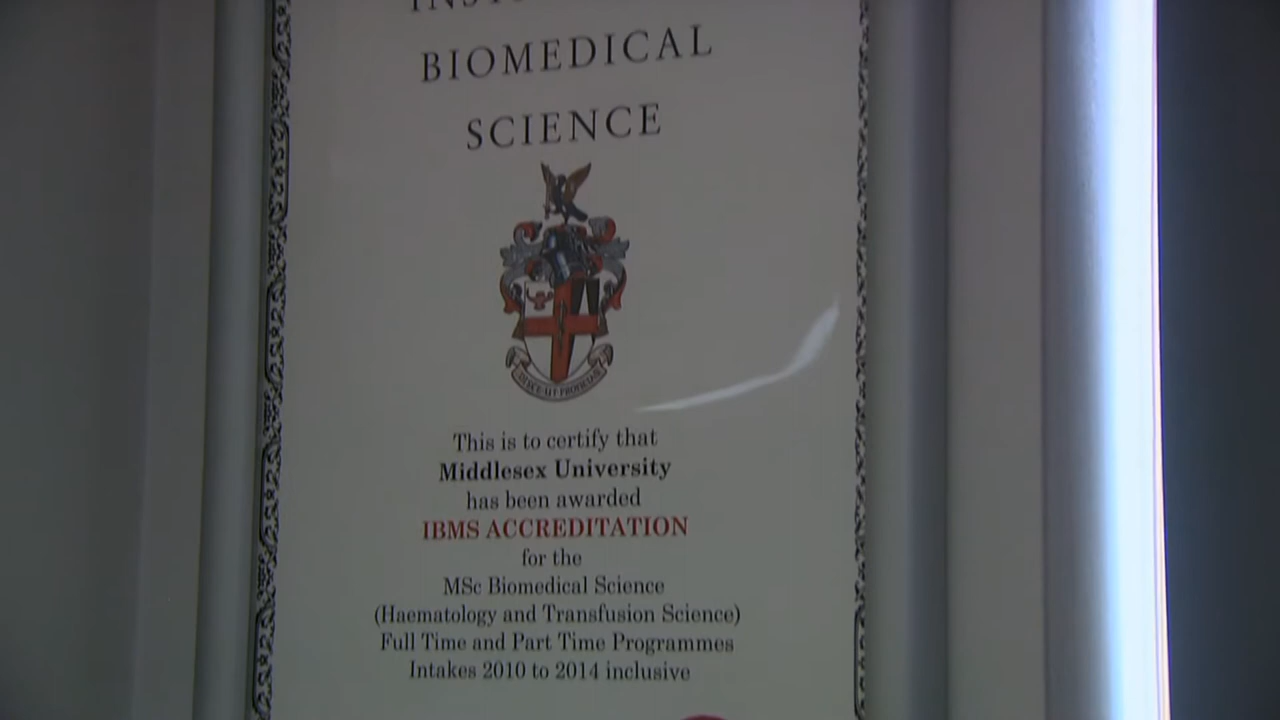 BIOMEDICAL
SCIENCE
This is to certify that
Middlesex University
has been awarded
IBMS ACCREDITATION
for the
MSc Biomedical Science
(Haematology and Transfusion Science)
Full Time and Part Time Programmes
Intakes 2010 to 2014 inclusive